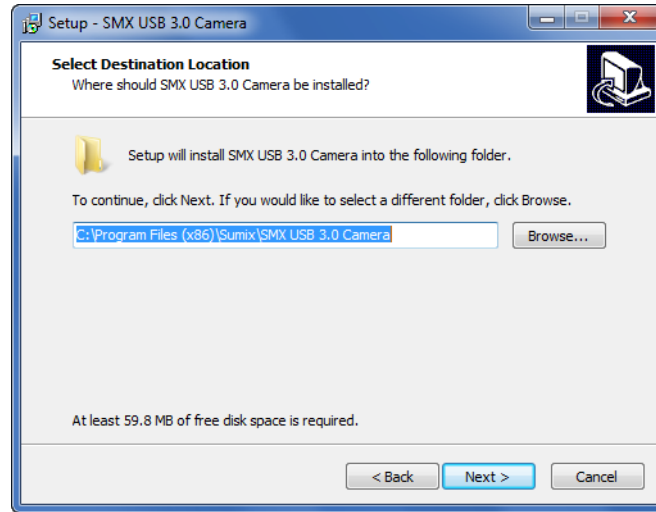 Setup - SMX USB 3.0 Camera
Select Destination Location
Where should SMX USB 3.0 Camera be installed?
Setup will install SMX USB 3.0 Camera into the following folder.
To continue, click Next. If you would like to select a different folder, click Browse.
C:\Program Files (x86)\Sumix\SMX USB 3.0 Camera
Browse...
At least 59.8 MB of free disk space is required.
< Back
Next >
Cancel